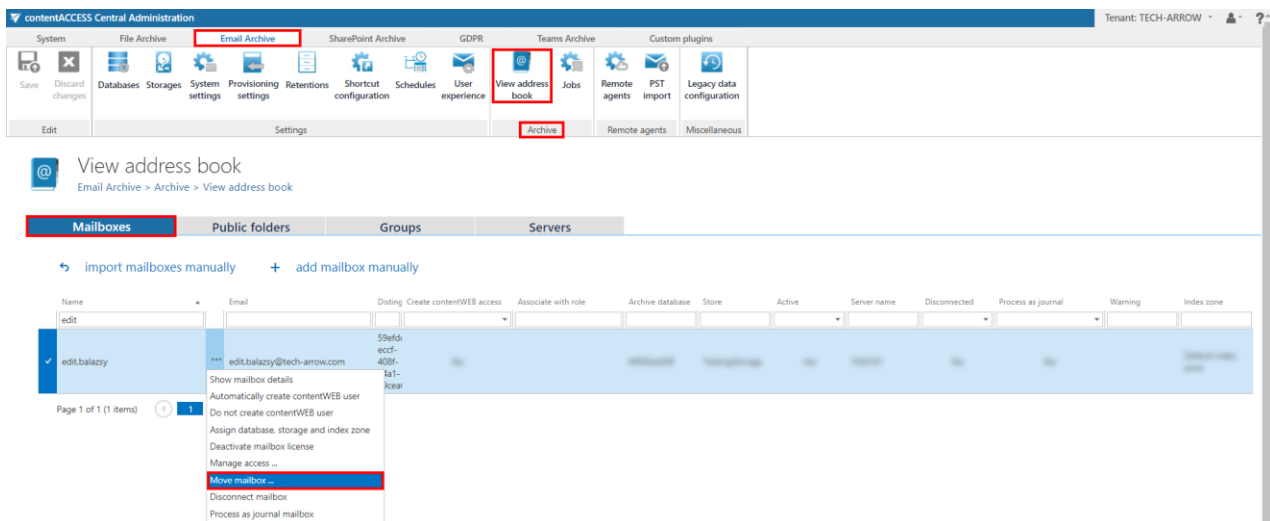 contentACCESS Central Administration
Tenant: TECH-ARROW
?
System File Archive Email Archive SharePoint Archive GDPR Teams Archive Custom plugins
Save
Discard changes
Databases
Storages
System settings
Provisioning settings
Retentions
Shortcut configuration
Schedules
User experience
View address book
Jobs
Remote agents
PST import
Legacy data configuration
Edit Settings Archive Remote agents Miscellaneous
View address book
Email Archive > Archive > View address book
Mailboxes Public folders Groups Servers
import mailboxes manually + add mailbox manually
Name Email Disting Create contentWEB access Associate with role Archive database Store Active Server name Disconnected Process as journal Warning Index zone
edit
edit.balazsy ... edit.balazsy@tech-arrow.com
eccf-
408f-
Page 1 of 1 (1 items) 1
Show mailbox details
Automatically create contentWEB user
Do not create contentWEB user
Assign database, storage and index zone
Deactivate mailbox license
Manage access ...
Move mailbox ...
Disconnect mailbox
Process as journal mailbox